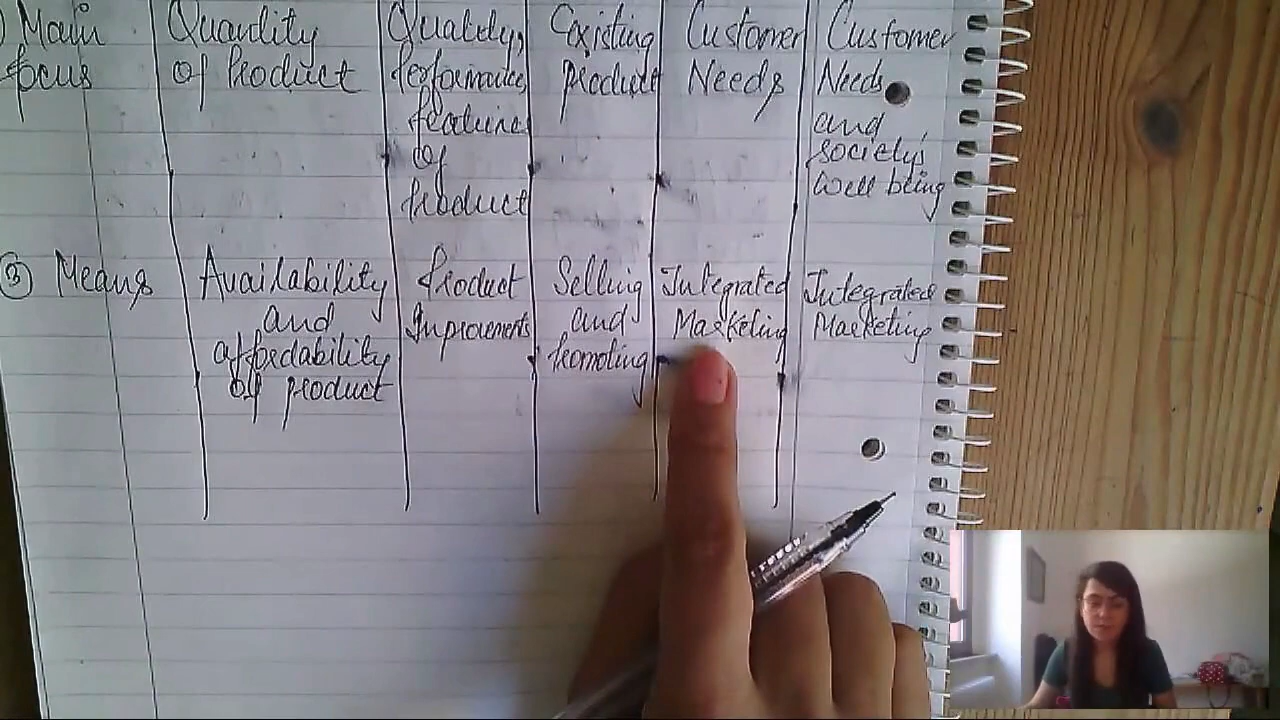 Main focus
Quantity of Product
Quality, Performance, features of Product
Existing Product
Customer Needs
Customer Needs and society's well being
③ Means
Availability and affordability of product
Product Improvements
Selling and Promoting
Integrated Marketing
Integrated Marketing